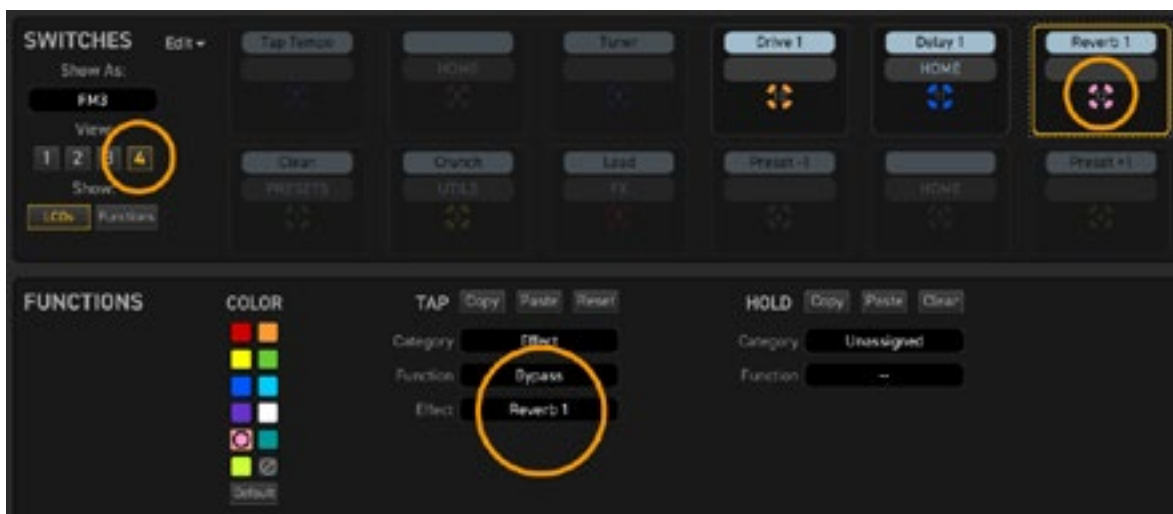 SWITCHES Edit
Show As:
FM3
View:
1 2 3 4
Show:
LCDs Functions
Tap Tempo
Tuner
Drive 1
Delay 1
Reverb 1
HOME
HOME
Clean
Crunch
Lead
Preset -1
Preset +1
PRESETS
UTILS
FX
HOME
FUNCTIONS
COLOR
Default
TAP Copy Paste Reset
Category Effect
Function Bypass
Effect Reverb 1
HOLD Copy Paste Clear
Category Unassigned
Function --